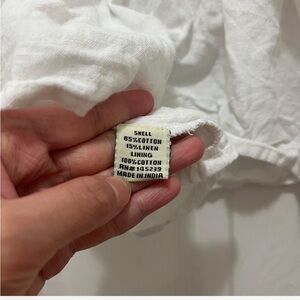 SHELL
85%COTTON
15%LINEN
LINING
100%COTTON
RN# 145239
MADE IN INDIA